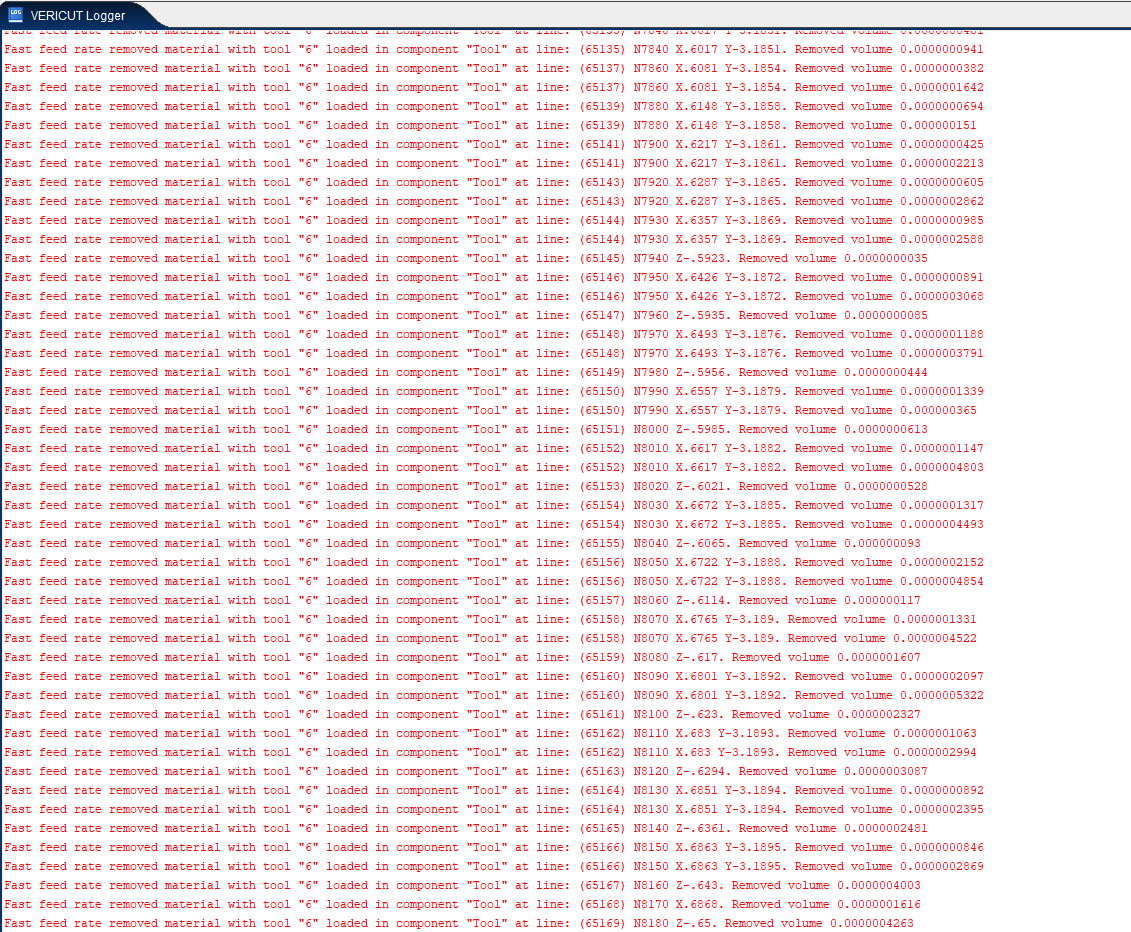 LOG VERICUT Logger
Fast feed rate removed material with tool "6" loaded in component "Tool" at line: (65135) N7840 X.6017 Y-3.1851. Removed volume 0.0000000481
Fast feed rate removed material with tool "6" loaded in component "Tool" at line: (65135) N7840 X.6017 Y-3.1851. Removed volume 0.0000000941
Fast feed rate removed material with tool "6" loaded in component "Tool" at line: (65137) N7860 X.6081 Y-3.1854. Removed volume 0.0000000382
Fast feed rate removed material with tool "6" loaded in component "Tool" at line: (65137) N7860 X.6081 Y-3.1854. Removed volume 0.0000001642
Fast feed rate removed material with tool "6" loaded in component "Tool" at line: (65139) N7880 X.6148 Y-3.1858. Removed volume 0.0000000694
Fast feed rate removed material with tool "6" loaded in component "Tool" at line: (65139) N7880 X.6148 Y-3.1858. Removed volume 0.000000151
Fast feed rate removed material with tool "6" loaded in component "Tool" at line: (65141) N7900 X.6217 Y-3.1861. Removed volume 0.0000000425
Fast feed rate removed material with tool "6" loaded in component "Tool" at line: (65141) N7900 X.6217 Y-3.1861. Removed volume 0.0000002213
Fast feed rate removed material with tool "6" loaded in component "Tool" at line: (65143) N7920 X.6287 Y-3.1865. Removed volume 0.0000000605
Fast feed rate removed material with tool "6" loaded in component "Tool" at line: (65143) N7920 X.6287 Y-3.1865. Removed volume 0.0000002862
Fast feed rate removed material with tool "6" loaded in component "Tool" at line: (65144) N7930 X.6357 Y-3.1869. Removed volume 0.0000000985
Fast feed rate removed material with tool "6" loaded in component "Tool" at line: (65144) N7930 X.6357 Y-3.1869. Removed volume 0.0000002588
Fast feed rate removed material with tool "6" loaded in component "Tool" at line: (65145) N7940 Z-.5923. Removed volume 0.0000000035
Fast feed rate removed material with tool "6" loaded in component "Tool" at line: (65146) N7950 X.6426 Y-3.1872. Removed volume 0.0000000891
Fast feed rate removed material with tool "6" loaded in component "Tool" at line: (65146) N7950 X.6426 Y-3.1872. Removed volume 0.0000003068
Fast feed rate removed material with tool "6" loaded in component "Tool" at line: (65147) N7960 Z-.5935. Removed volume 0.0000000085
Fast feed rate removed material with tool "6" loaded in component "Tool" at line: (65148) N7970 X.6493 Y-3.1876. Removed volume 0.0000001188
Fast feed rate removed material with tool "6" loaded in component "Tool" at line: (65148) N7970 X.6493 Y-3.1876. Removed volume 0.0000003791
Fast feed rate removed material with tool "6" loaded in component "Tool" at line: (65149) N7980 Z-.5956. Removed volume 0.0000000444
Fast feed rate removed material with tool "6" loaded in component "Tool" at line: (65150) N7990 X.6557 Y-3.1879. Removed volume 0.0000001339
Fast feed rate removed material with tool "6" loaded in component "Tool" at line: (65150) N7990 X.6557 Y-3.1879. Removed volume 0.000000365
Fast feed rate removed material with tool "6" loaded in component "Tool" at line: (65151) N8000 Z-.5985. Removed volume 0.0000000613
Fast feed rate removed material with tool "6" loaded in component "Tool" at line: (65152) N8010 X.6617 Y-3.1882. Removed volume 0.0000001147
Fast feed rate removed material with tool "6" loaded in component "Tool" at line: (65152) N8010 X.6617 Y-3.1882. Removed volume 0.0000004803
Fast feed rate removed material with tool "6" loaded in component "Tool" at line: (65153) N8020 Z-.6021. Removed volume 0.0000000528
Fast feed rate removed material with tool "6" loaded in component "Tool" at line: (65154) N8030 X.6672 Y-3.1885. Removed volume 0.0000001317
Fast feed rate removed material with tool "6" loaded in component "Tool" at line: (65154) N8030 X.6672 Y-3.1885. Removed volume 0.0000004493
Fast feed rate removed material with tool "6" loaded in component "Tool" at line: (65155) N8040 Z-.6065. Removed volume 0.000000093
Fast feed rate removed material with tool "6" loaded in component "Tool" at line: (65156) N8050 X.6722 Y-3.1888. Removed volume 0.0000002152
Fast feed rate removed material with tool "6" loaded in component "Tool" at line: (65156) N8050 X.6722 Y-3.1888. Removed volume 0.0000004854
Fast feed rate removed material with tool "6" loaded in component "Tool" at line: (65157) N8060 Z-.6114. Removed volume 0.000000117
Fast feed rate removed material with tool "6" loaded in component "Tool" at line: (65158) N8070 X.6765 Y-3.189. Removed volume 0.0000001331
Fast feed rate removed material with tool "6" loaded in component "Tool" at line: (65158) N8070 X.6765 Y-3.189. Removed volume 0.0000004522
Fast feed rate removed material with tool "6" loaded in component "Tool" at line: (65159) N8080 Z-.617. Removed volume 0.0000001607
Fast feed rate removed material with tool "6" loaded in component "Tool" at line: (65160) N8090 X.6801 Y-3.1892. Removed volume 0.0000002097
Fast feed rate removed material with tool "6" loaded in component "Tool" at line: (65160) N8090 X.6801 Y-3.1892. Removed volume 0.0000005322
Fast feed rate removed material with tool "6" loaded in component "Tool" at line: (65161) N8100 Z-.623. Removed volume 0.0000002327
Fast feed rate removed material with tool "6" loaded in component "Tool" at line: (65162) N8110 X.683 Y-3.1893. Removed volume 0.0000001063
Fast feed rate removed material with tool "6" loaded in component "Tool" at line: (65162) N8110 X.683 Y-3.1893. Removed volume 0.0000002994
Fast feed rate removed material with tool "6" loaded in component "Tool" at line: (65163) N8120 Z-.6294. Removed volume 0.0000003087
Fast feed rate removed material with tool "6" loaded in component "Tool" at line: (65164) N8130 X.6851 Y-3.1894. Removed volume 0.0000000892
Fast feed rate removed material with tool "6" loaded in component "Tool" at line: (65164) N8130 X.6851 Y-3.1894. Removed volume 0.0000002395
Fast feed rate removed material with tool "6" loaded in component "Tool" at line: (65165) N8140 Z-.6361. Removed volume 0.0000002481
Fast feed rate removed material with tool "6" loaded in component "Tool" at line: (65166) N8150 X.6863 Y-3.1895. Removed volume 0.0000000846
Fast feed rate removed material with tool "6" loaded in component "Tool" at line: (65166) N8150 X.6863 Y-3.1895. Removed volume 0.0000002869
Fast feed rate removed material with tool "6" loaded in component "Tool" at line: (65167) N8160 Z-.643. Removed volume 0.0000004003
Fast feed rate removed material with tool "6" loaded in component "Tool" at line: (65168) N8170 X.6868. Removed volume 0.0000001616
Fast feed rate removed material with tool "6" loaded in component "Tool" at line: (65169) N8180 Z-.65. Removed volume 0.0000004263